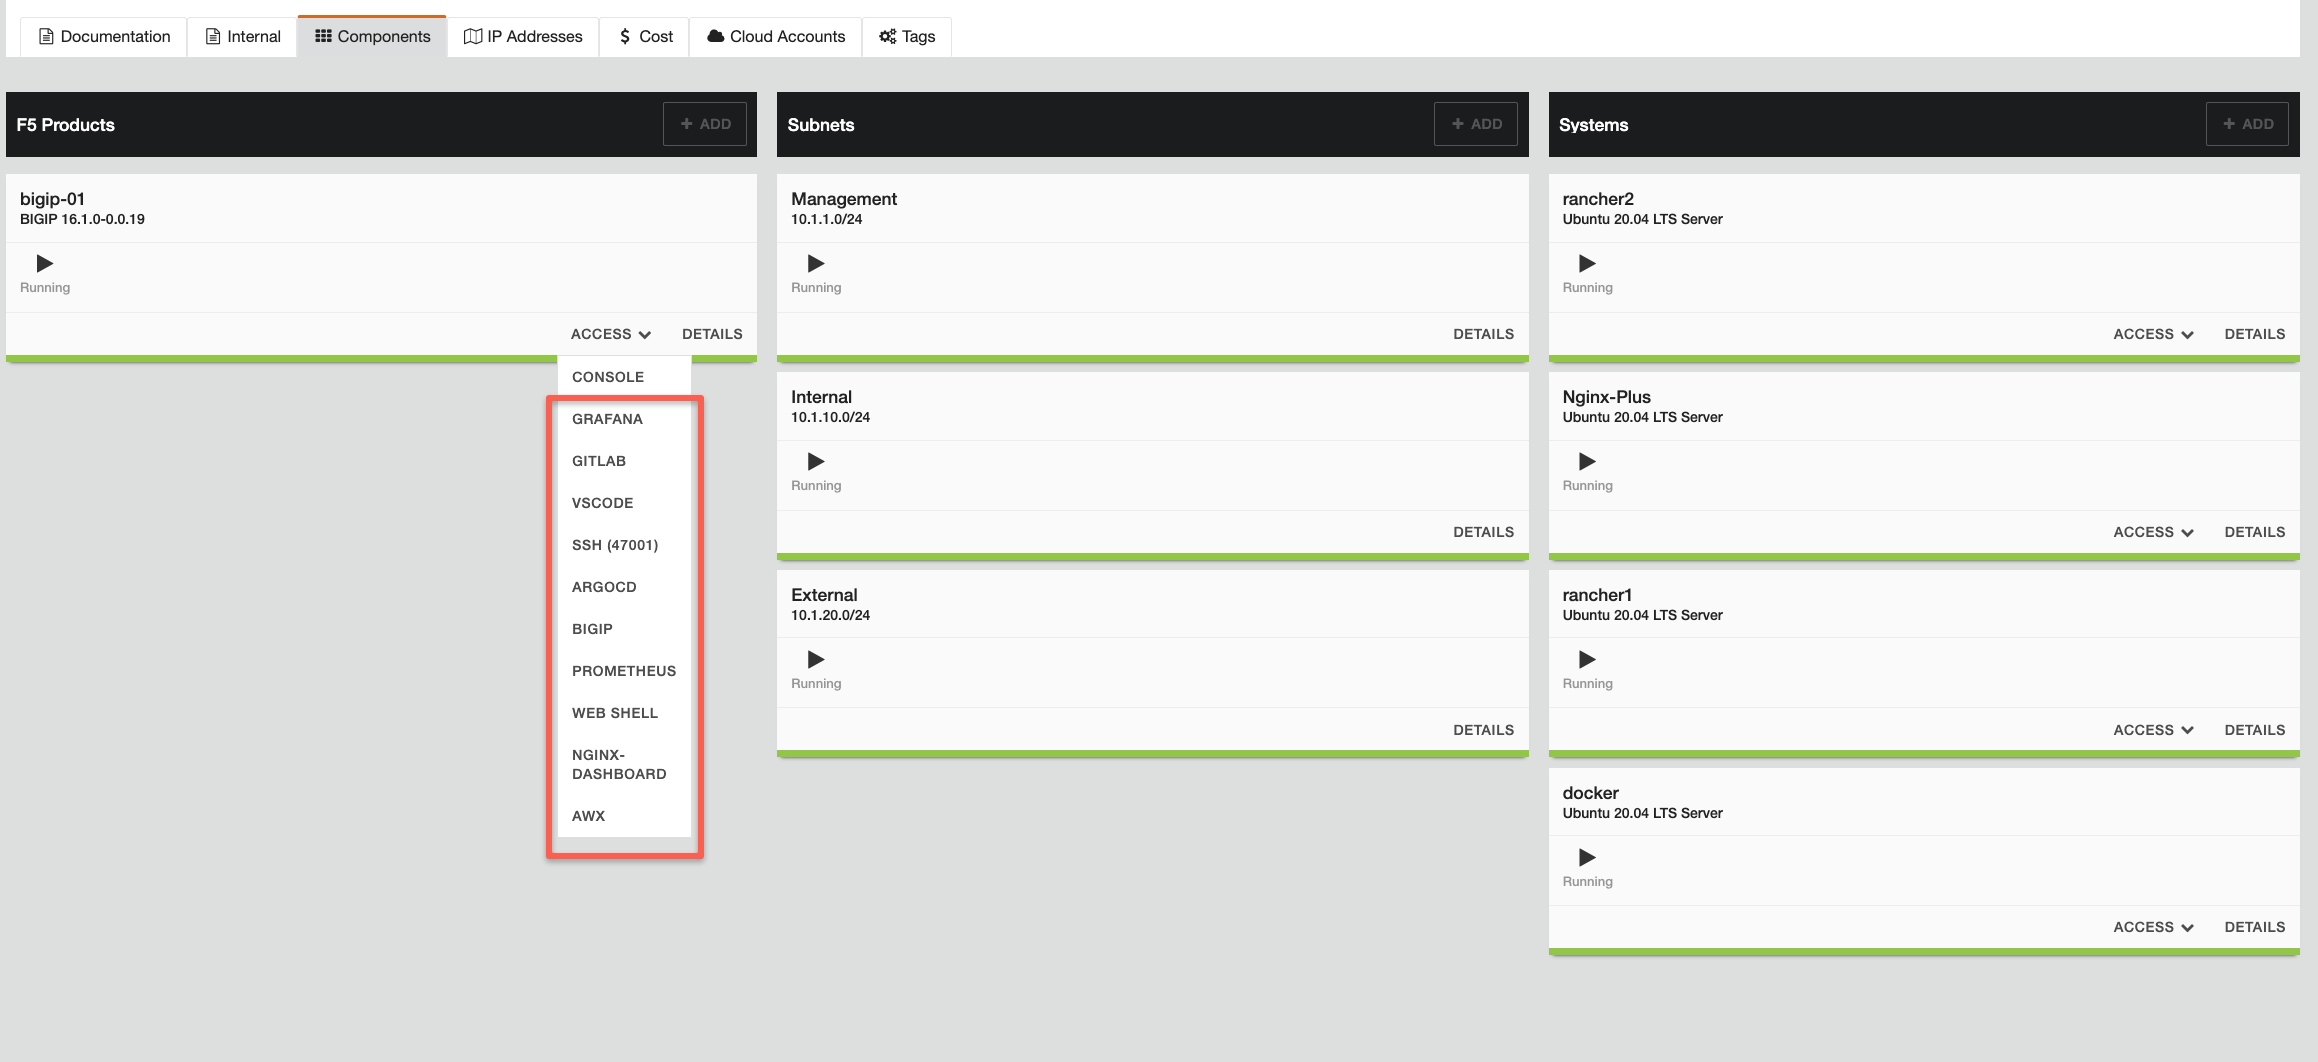 Documentation
Internal
Components
IP Addresses
Cost
Cloud Accounts
Tags
F5 Products
+ ADD
bigip-01
BIGIP 16.1.0-0.0.19
Running
ACCESS
DETAILS
CONSOLE
GRAFANA
GITLAB
VSCODE
SSH (47001)
ARGOCD
BIGIP
PROMETHEUS
WEB SHELL
NGINX-
DASHBOARD
AWX
Subnets
+ ADD
Management
10.1.1.0/24
Running
DETAILS
Internal
10.1.10.0/24
Running
DETAILS
External
10.1.20.0/24
Running
DETAILS
Systems
+ ADD
rancher2
Ubuntu 20.04 LTS Server
Running
ACCESS
DETAILS
Nginx-Plus
Ubuntu 20.04 LTS Server
Running
ACCESS
DETAILS
rancher1
Ubuntu 20.04 LTS Server
Running
ACCESS
DETAILS
docker
Ubuntu 20.04 LTS Server
Running
ACCESS
DETAILS